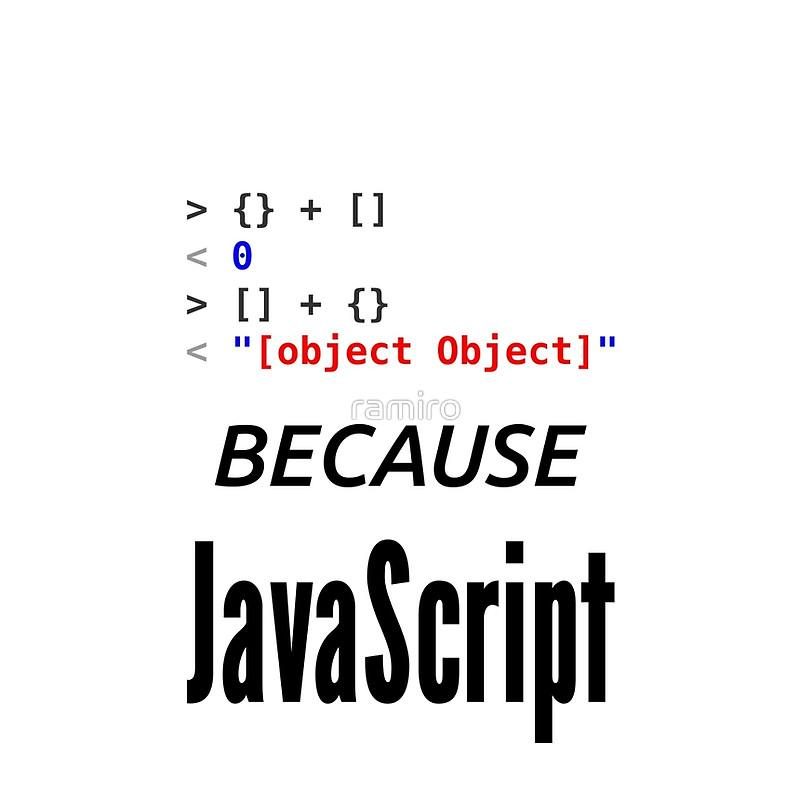 > {} + []
< 0
> [] + {}
< "[object Object]"
ramiro
BECAUSE
JavaScript